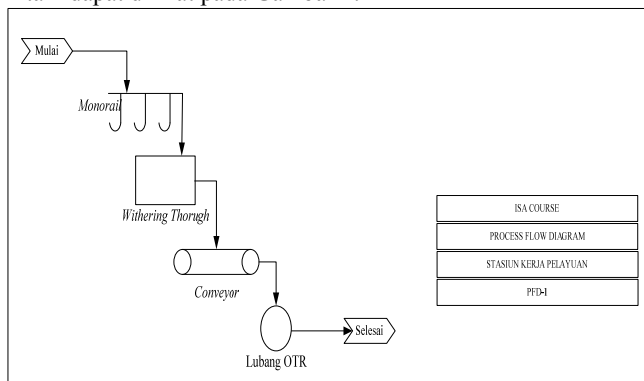 Mulai
Monorail
Withering Thorugh
Conveyor
Lubang OTR
Selesai
ISA COURSE
PROCESS FLOW DIAGRAM
STASIUN KERJA PELAYUAN
PFD-1